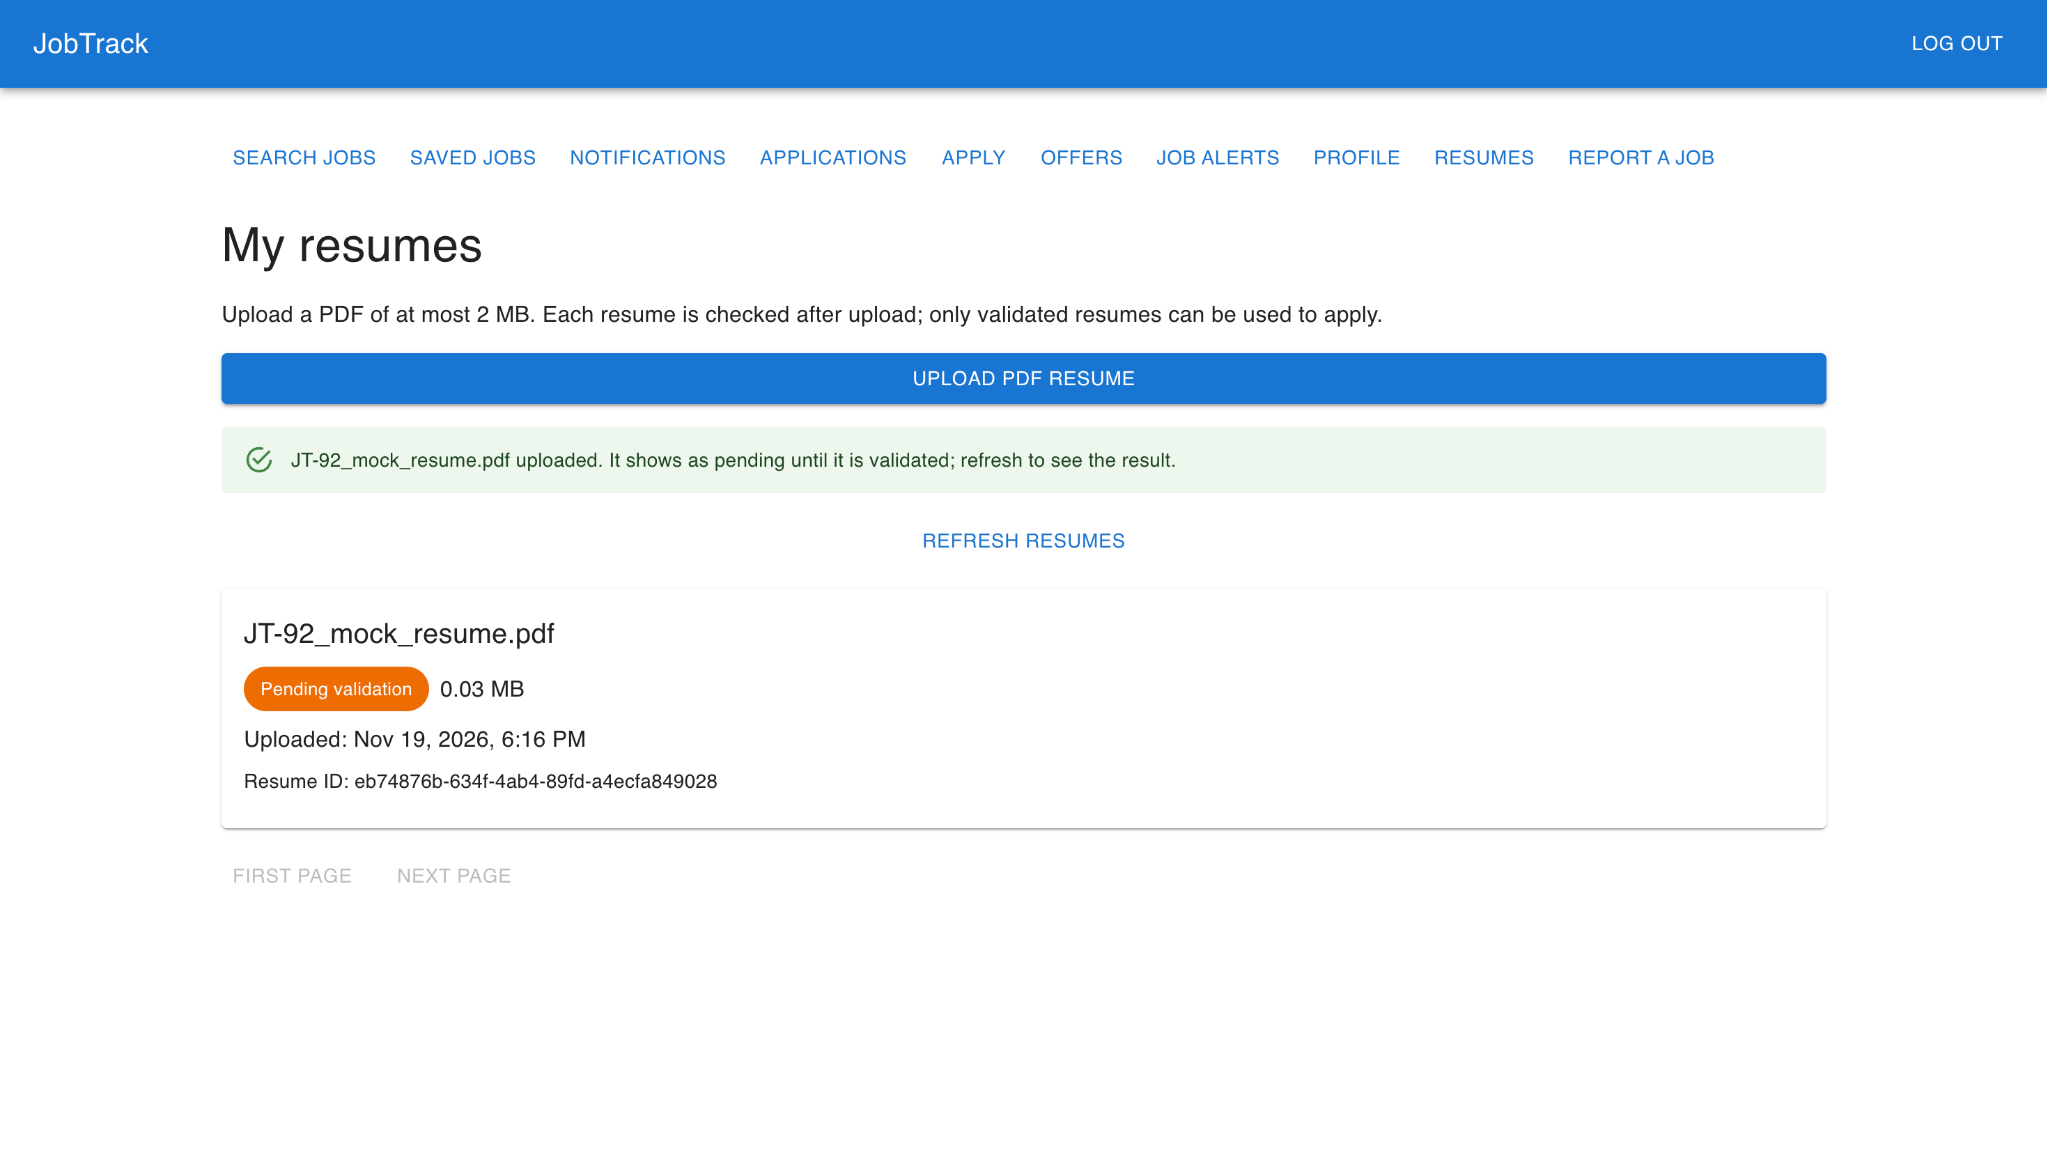 JobTrack
LOG OUT
SEARCH JOBS SAVED JOBS NOTIFICATIONS APPLICATIONS APPLY OFFERS JOB ALERTS PROFILE RESUMES REPORT A JOB
My resumes
Upload a PDF of at most 2 MB. Each resume is checked after upload; only validated resumes can be used to apply.
UPLOAD PDF RESUME
JT-92_mock_resume.pdf uploaded. It shows as pending until it is validated; refresh to see the result.
REFRESH RESUMES
JT-92_mock_resume.pdf
Pending validation 0.03 MB
Uploaded: Nov 19, 2026, 6:16 PM
Resume ID: eb74876b-634f-4ab4-89fd-a4ecfa849028
FIRST PAGE NEXT PAGE